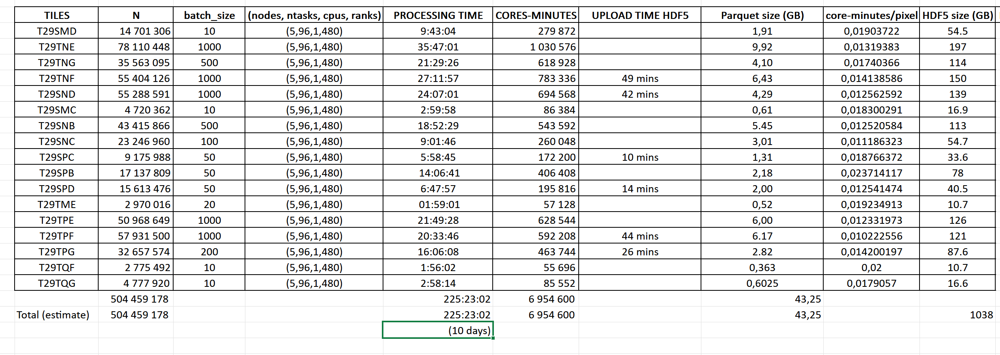 TILES N batch_size (nodes, ntasks, cpus, ranks) PROCESSING TIME CORES-MINUTES UPLOAD TIME HDF5 Parquet size (GB) core-minutes/pixel HDF5 size (GB)
T29SMD 14 701 306 10 (5,96,1,480) 9:43:04 279 872 1,91 0,01903722 54.5
T29TNE 78 110 448 1000 (5,96,1,480) 35:47:01 1 030 576 9,92 0,01319383 197
T29TNG 35 563 095 500 (5,96,1,480) 21:29:26 618 928 4,10 0,01740366 114
T29TNF 55 404 126 1000 (5,96,1,480) 27:11:57 783 336 49 mins 6,43 0,014138586 150
T29SND 55 288 591 1000 (5,96,1,480) 24:07:01 694 568 42 mins 4,29 0,012562592 139
T29SMC 4 720 362 10 (5,96,1,480) 2:59:58 86 384 0,61 0,018300291 16.9
T29SNB 43 415 866 500 (5,96,1,480) 18:52:29 543 592 5.45 0,012520584 113
T29SNC 23 246 960 100 (5,96,1,480) 9:01:46 260 048 3,01 0,011186323 54.7
T29SPC 9 175 988 50 (5,96,1,480) 5:58:45 172 200 10 mins 1,31 0,018766372 33.6
T29SPB 17 137 809 50 (5,96,1,480) 14:06:41 406 408 2,18 0,023714117 78
T29SPD 15 613 476 50 (5,96,1,480) 6:47:57 195 816 14 mins 2,00 0,012541474 40.5
T29TME 2 970 016 20 (5,96,1,480) 01:59:01 57 128 0,52 0,019234913 10.7
T29TPE 50 968 649 1000 (5,96,1,480) 21:49:28 628 544 6,00 0,012331973 126
T29TPF 57 931 500 1000 (5,96,1,480) 20:33:46 592 208 44 mins 6.17 0,010222556 121
T29TPG 32 657 574 200 (5,96,1,480) 16:06:08 463 744 26 mins 2.82 0,014200197 87.6
T29TQF 2 775 492 10 (5,96,1,480) 1:56:02 55 696 0,363 0,02 10.7
T29TQG 4 777 920 10 (5,96,1,480) 2:58:14 85 552 0,6025 0,0179057 16.6
504 459 178 225:23:02 6 954 600 43,25
Total (estimate) 504 459 178 225:23:02 6 954 600 43,25 1038
(10 days)